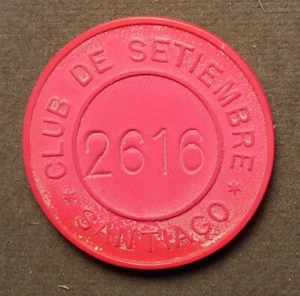 CLUB DE SETIEMBRE
2616
* SANTIAGO *